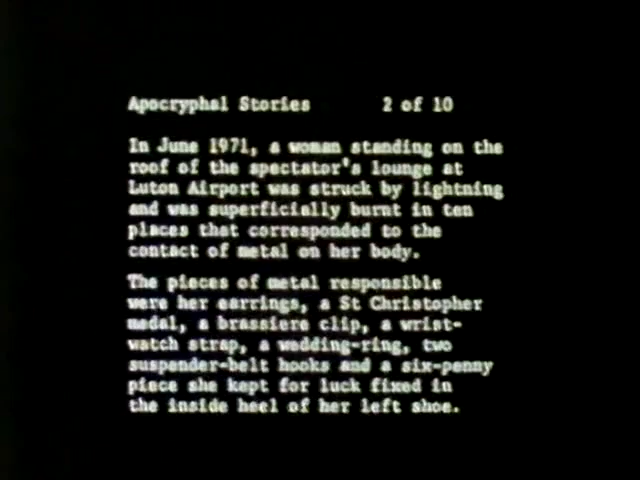 Apocryphal Stories 2 of 10
In June 1971, a woman standing on the
roof of the spectator's lounge at
Luton Airport was struck by lightning
and was superficially burnt in ten
places that corresponded to the
contact of metal on her body.
The pieces of metal responsible
were her earrings, a St Christopher
medal, a brassiere clip, a wrist-
watch strap, a wedding-ring, two
suspender-belt hooks and a six-penny
piece she kept for luck fixed in
the inside heel of her left shoe.